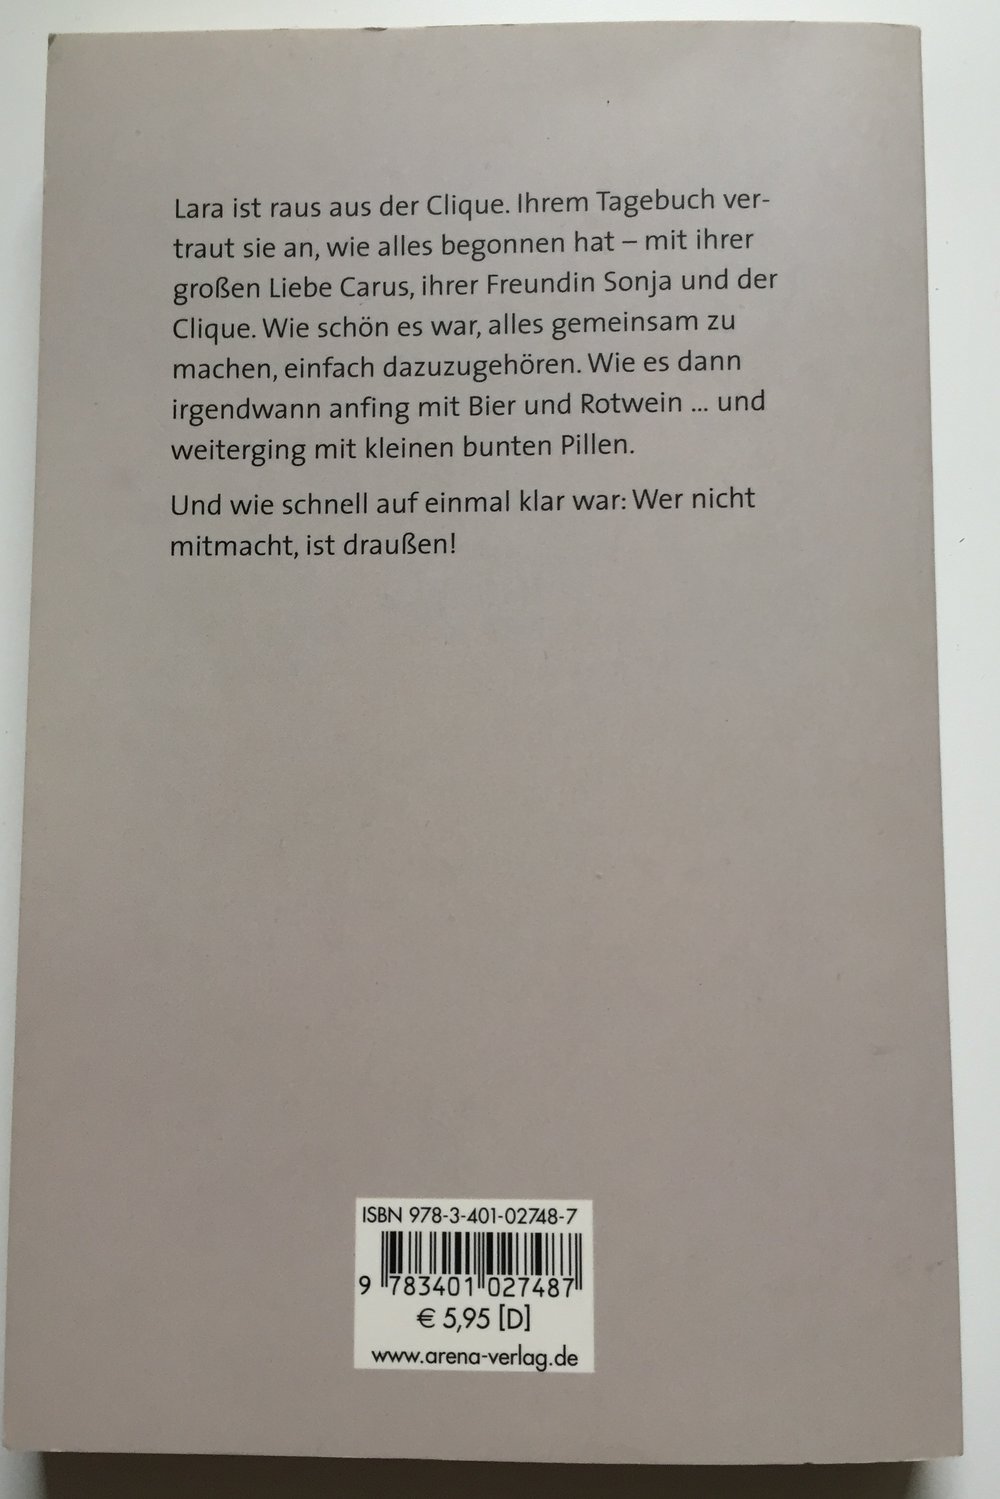 Lara ist raus aus der Clique. Ihrem Tagebuch ver-
traut sie an, wie alles begonnen hat – mit ihrer
großen Liebe Carus, ihrer Freundin Sonja und der
Clique. Wie schön es war, alles gemeinsam zu
machen, einfach dazuzugehören. Wie es dann
irgendwann anfing mit Bier und Rotwein ... und
weiterging mit kleinen bunten Pillen.
Und wie schnell auf einmal klar war: Wer nicht
mitmacht, ist draußen!
ISBN 978-3-401-02748-7
9 783401 027487
€ 5,95 [D]
www.arena-verlag.de